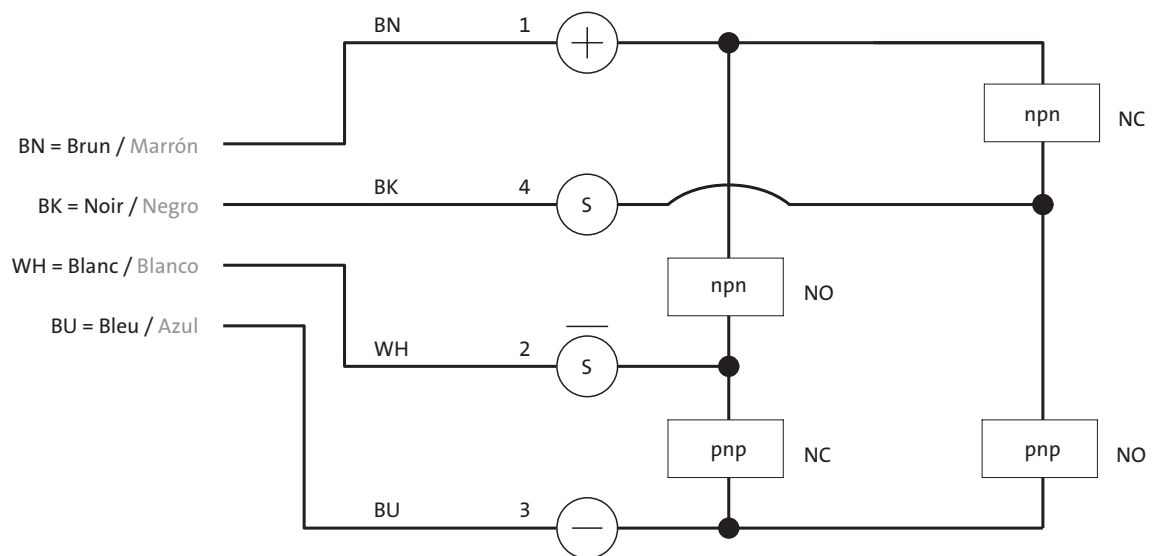 BN 1
npn NC
BN = Brun / Marrón
BK 4 S
BK = Noir / Negro
WH = Blanc / Blanco
npn NO
BU = Bleu / Azul
WH 2 S
pnp NC pnp NO
BU 3